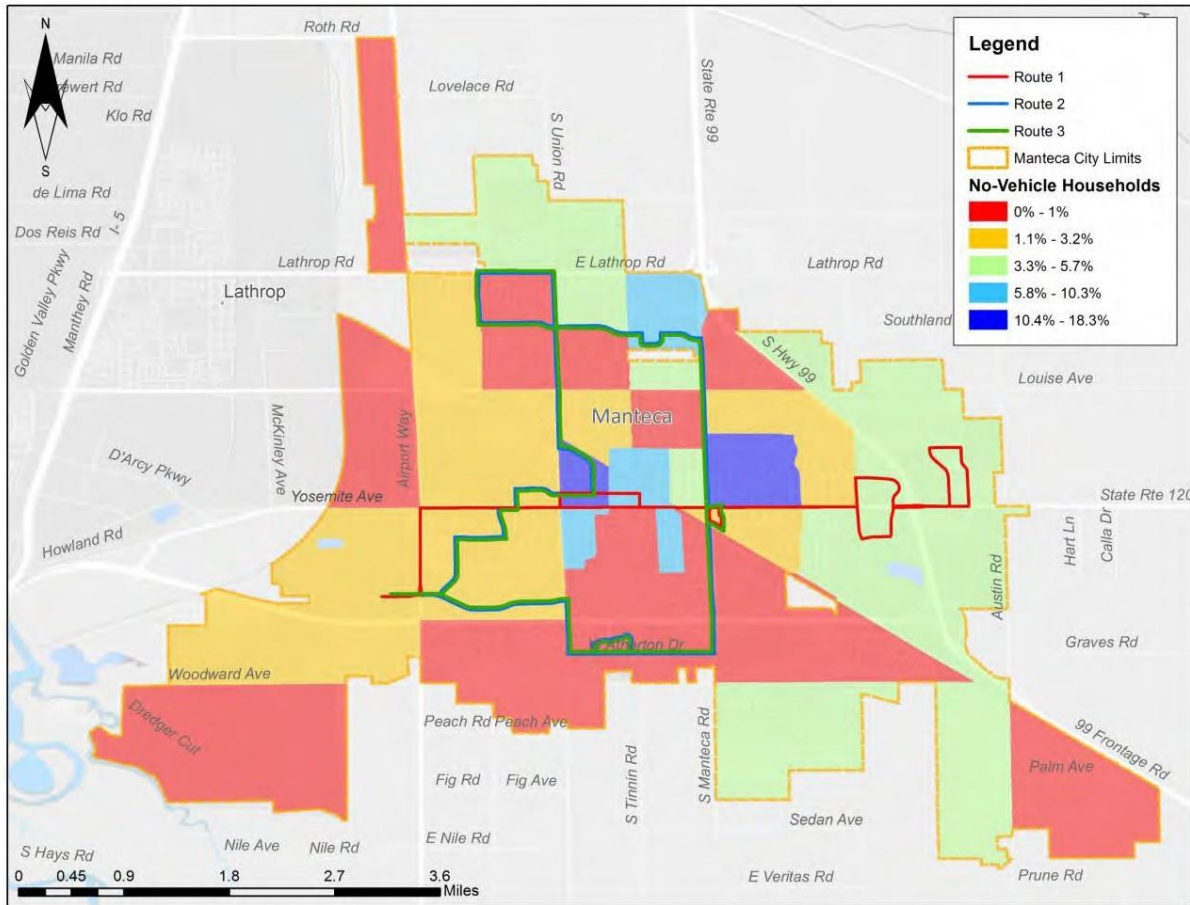 N
S
Roth Rd
Manila Rd
rewert Rd
Klo Rd
Lovelace Rd
S Union Rd
State Rte 99
de Lima Rd
Dos Reis Rd
I- 5
Golden Valley Pkwy
Manthey Rd
Lathrop Rd
E Lathrop Rd
Lathrop Rd
Lathrop
Southland
S Hwy 99
Louise Ave
Manteca
McKinley Ave
Airport Way
D'Arcy Pkwy
Yosemite Ave
State Rte 120
Howland Rd
Hart Ln
Calla Dr
Austin Rd
Graves Rd
Atherton Dr
Woodward Ave
Dredger Cut
Peach Rd
Peach Ave
S Tinnin Rd
S Manteca Rd
99 Frontage Rd
Palm Ave
Fig Rd
Fig Ave
Sedan Ave
Nile Ave
Nile Rd
E Nile Rd
S Hays Rd
E Veritas Rd
Prune Rd
0 0.45 0.9 1.8 2.7 3.6
Miles
Legend
Route 1
Route 2
Route 3
Manteca City Limits
No-Vehicle Households
0% - 1%
1.1% - 3.2%
3.3% - 5.7%
5.8% - 10.3%
10.4% - 18.3%